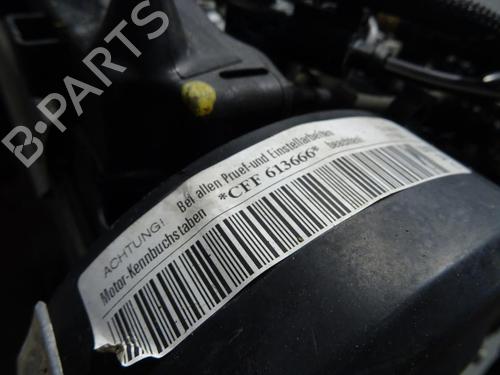 B-PARTS
ACHTUNG! Bei allen Pruef-und Einstellarbeiten
Motor-Kennbuchstaben *CFF 613666* beachten!